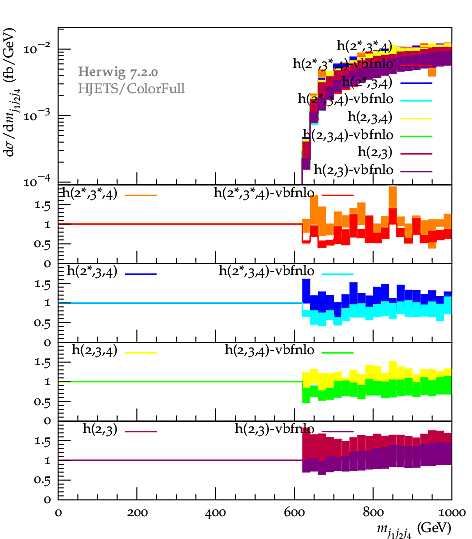 dσ/dm_{j₁j₂j₄} (fb/GeV)
10⁻²
10⁻³
10⁻⁴
Herwig 7.2.0
HJETS/ColorFull
h(2*,3*,4)
h(2*,3*,4)-vbfnlo
h(2*,3,4)
h(2*,3,4)-vbfnlo
h(2,3,4)
h(2,3,4)-vbfnlo
h(2,3)
h(2,3)-vbfnlo
h(2*,3*,4) h(2*,3*,4)-vbfnlo
1.5
1
0.5
0
h(2*,3,4) h(2*,3,4)-vbfnlo
1.5
1
0.5
0
h(2,3,4) h(2,3,4)-vbfnlo
1.5
1
0.5
0
h(2,3) h(2,3)-vbfnlo
1.5
1
0.5
0
0 200 400 600 800 1000
m_{j₁j₂j₄} (GeV)